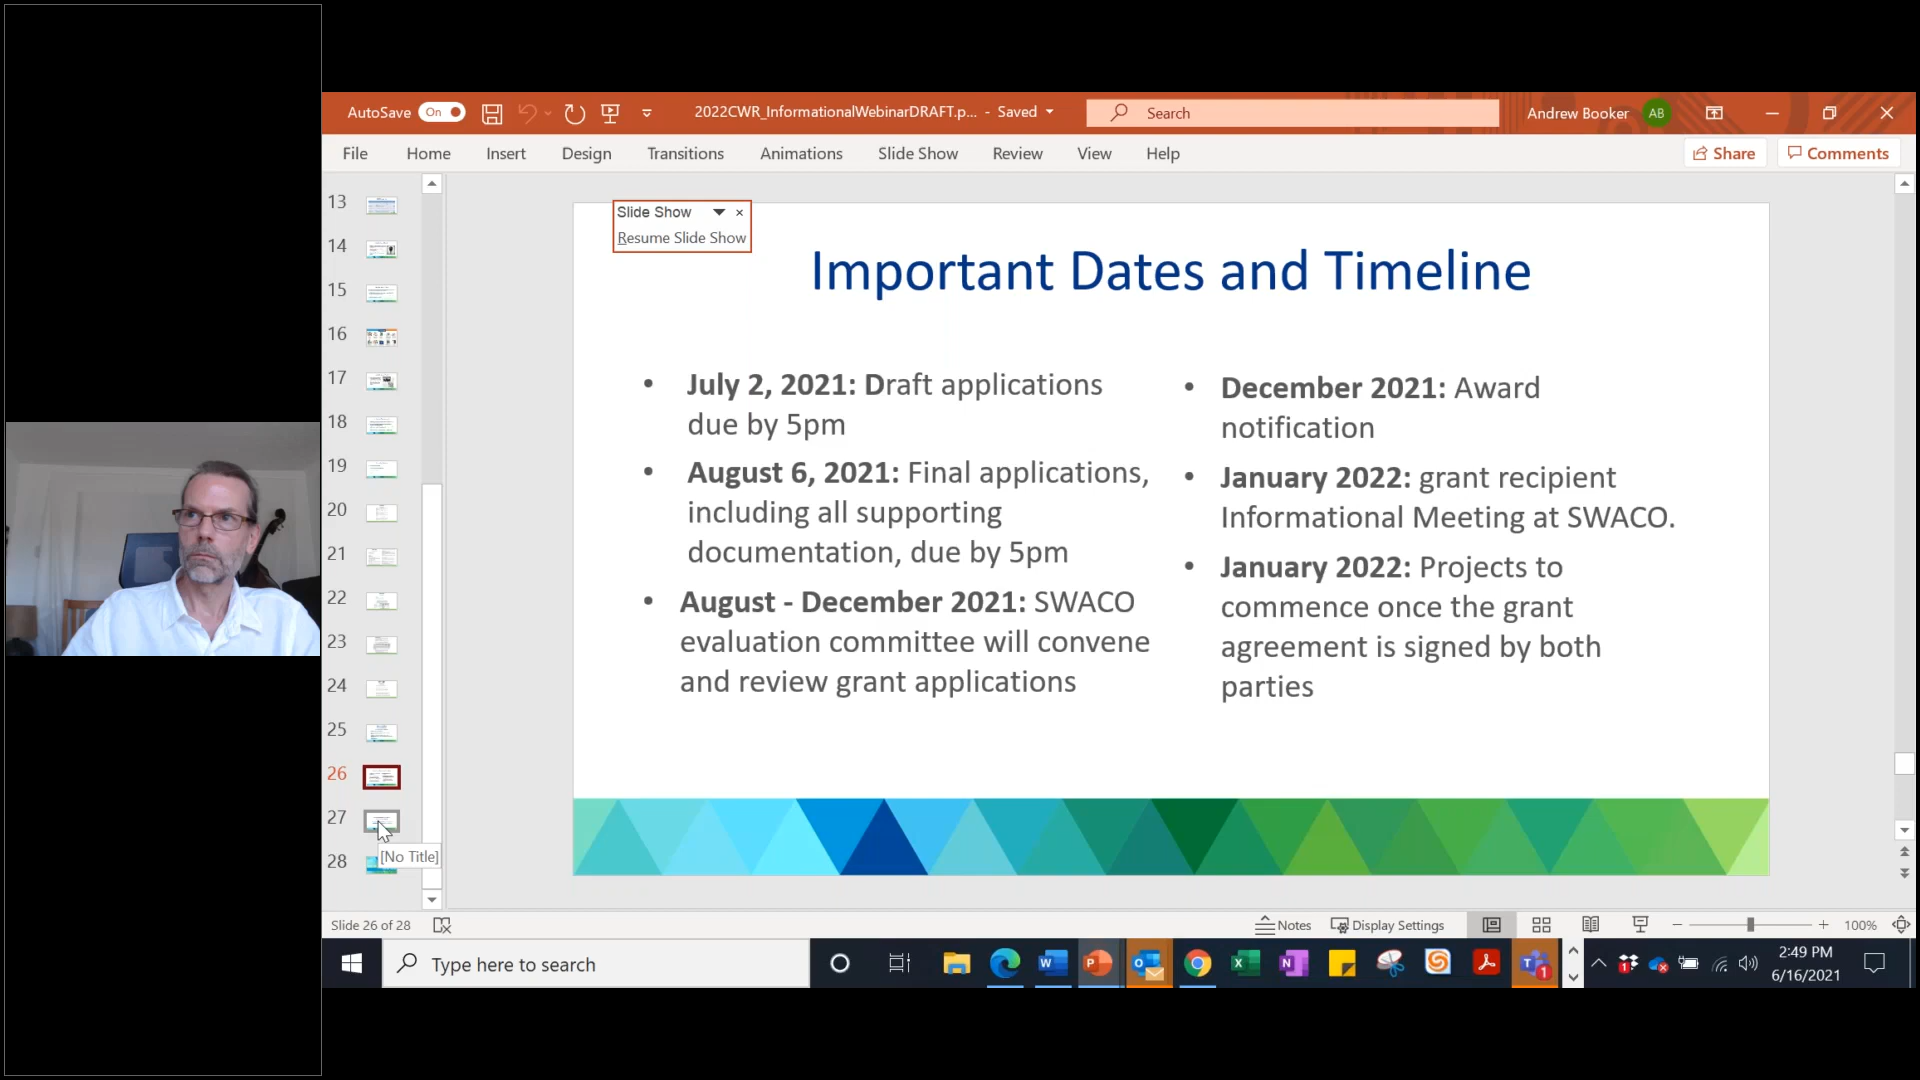 AutoSave On 2022CWR_InformationalWebinarDRAFT.p... - Saved Search Andrew Booker AB
File Home Insert Design Transitions Animations Slide Show Review View Help Share Comments
13
14
15
16
17
18
19
20
21
22
23
24
25
26
27
[No Title]
28
Slide Show ×
Resume Slide Show
Important Dates and Timeline
• July 2, 2021: Draft applications
due by 5pm
• August 6, 2021: Final applications,
including all supporting
documentation, due by 5pm
• August - December 2021: SWACO
evaluation committee will convene
and review grant applications
• December 2021: Award
notification
• January 2022: grant recipient
Informational Meeting at SWACO.
• January 2022: Projects to
commence once the grant
agreement is signed by both
parties
Slide 26 of 28 Notes Display Settings 100%
Type here to search
2:49 PM
6/16/2021